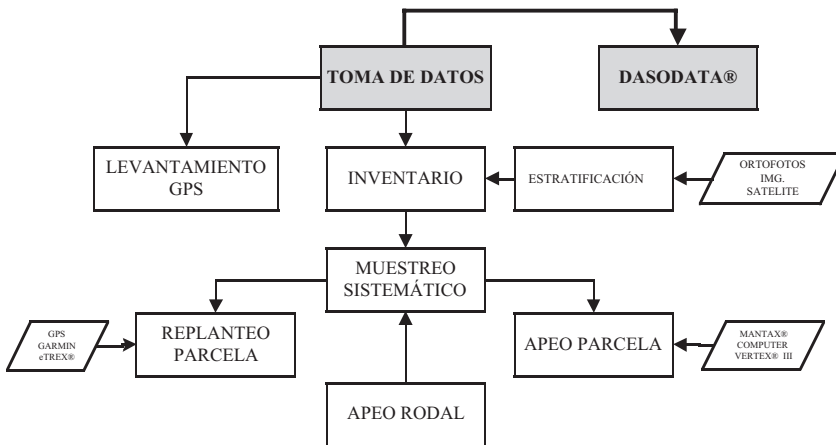 TOMA DE DATOS
DASODATA®
LEVANTAMIENTO
GPS
INVENTARIO
ESTRATIFICACIÓN
ORTOFOTOS
IMG.
SATELITE
MUESTREO
SISTEMÁTICO
GPS
GARMIN
eTREX®
REPLANTEO
PARCELA
APEO PARCELA
MANTAX®
COMPUTER
VERTEX® III
APEO RODAL